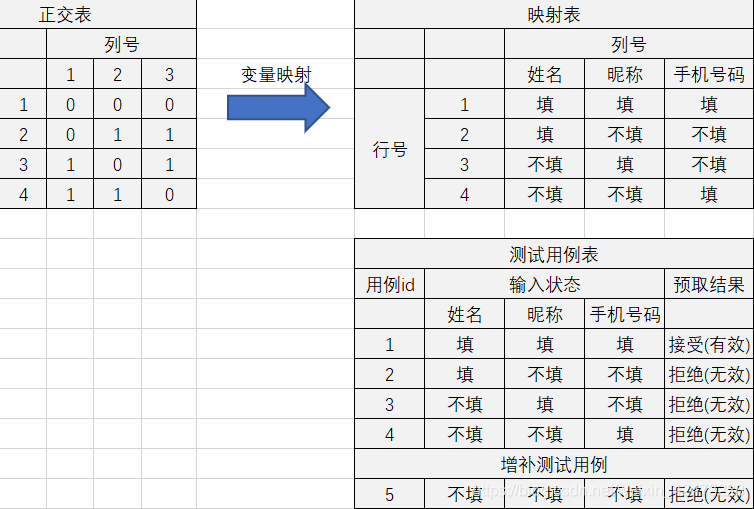 正交表
列号
1 2 3
1 0 0 0
2 0 1 1
3 1 0 1
4 1 1 0
变量映射
映射表
列号
姓名 昵称 手机号码
行号
1 填 填 填
2 填 不填 不填
3 不填 填 不填
4 不填 不填 填
测试用例表
用例id 输入状态 预取结果
姓名 昵称 手机号码
1 填 填 填 接受(有效)
2 填 不填 不填 拒绝(无效)
3 不填 填 不填 拒绝(无效)
4 不填 不填 填 拒绝(无效)
增补测试用例
5 不填 不填 不填 拒绝(无效)